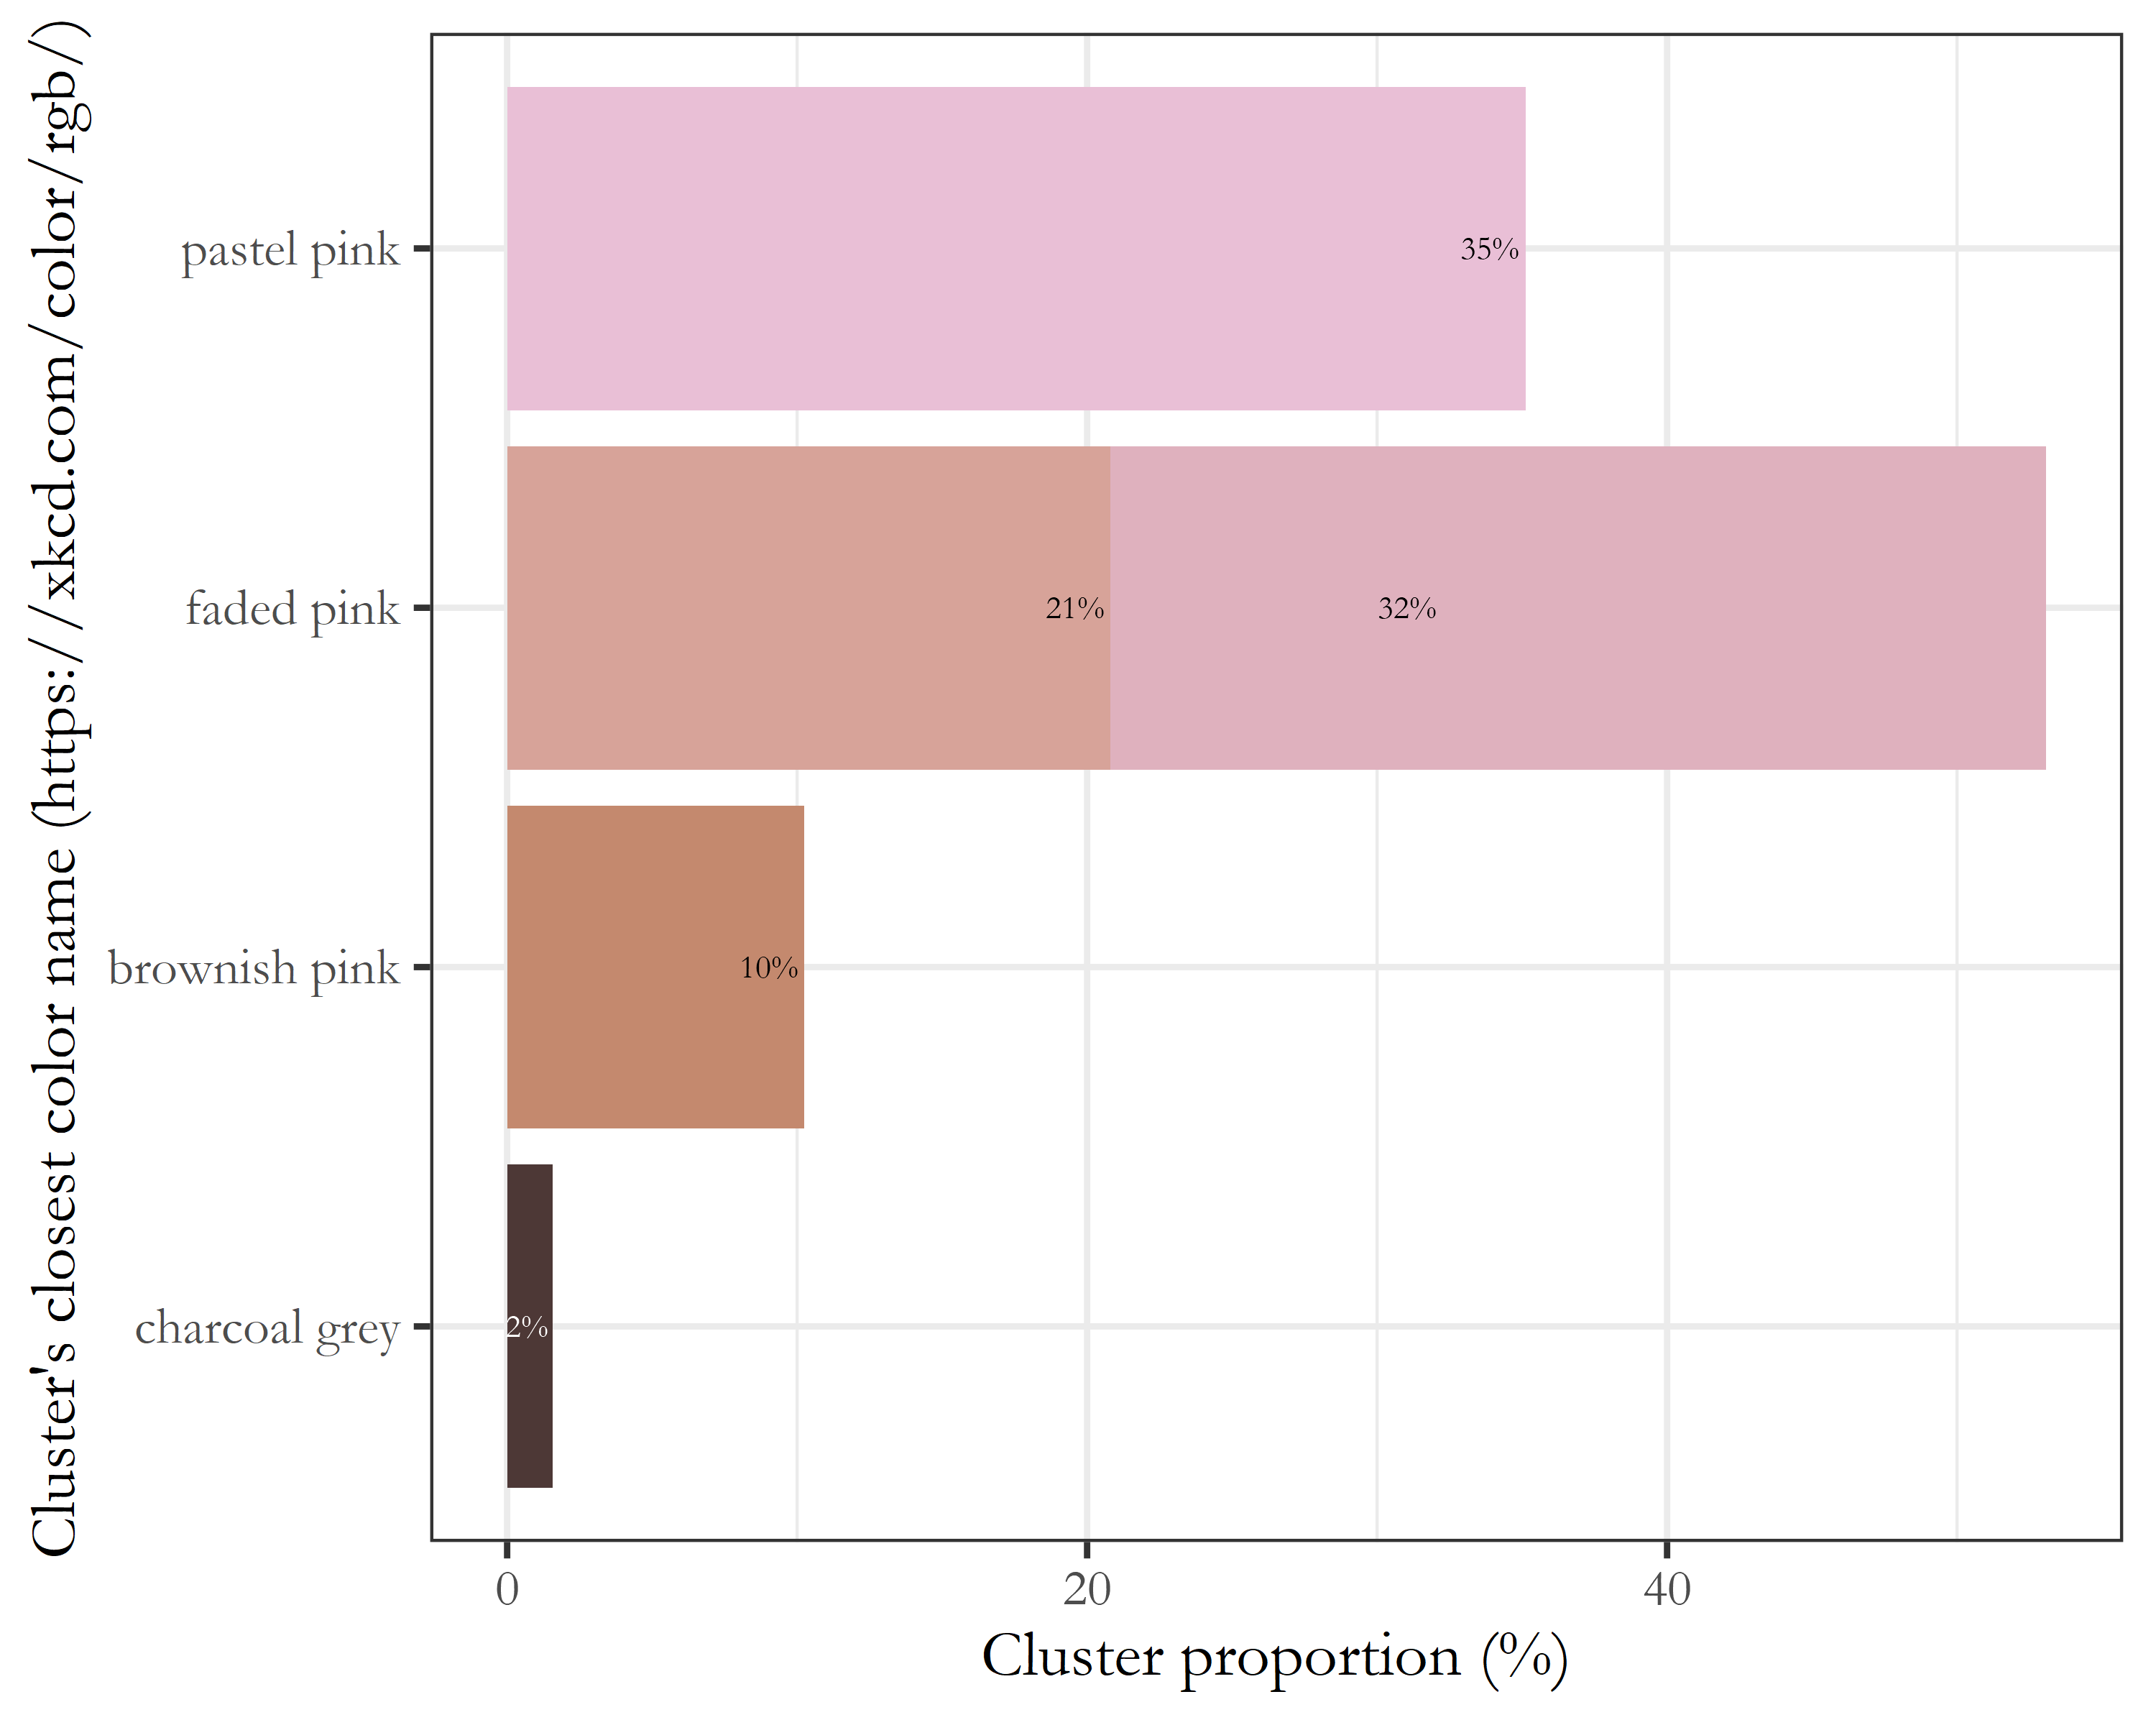 Cluster's closest color name (https://xkcd.com/color/rgb/)
pastel pink
35%
faded pink
21%
32%
brownish pink
10%
charcoal grey
2%
0
20
40
Cluster proportion (%)